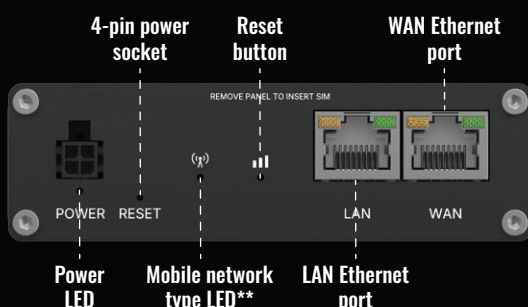 4-pin power
socket
Reset
button
WAN Ethernet
port
REMOVE PANEL TO INSERT SIM
POWER
RESET
LAN
WAN
Power
LED
Mobile network
type LED**
LAN Ethernet
port